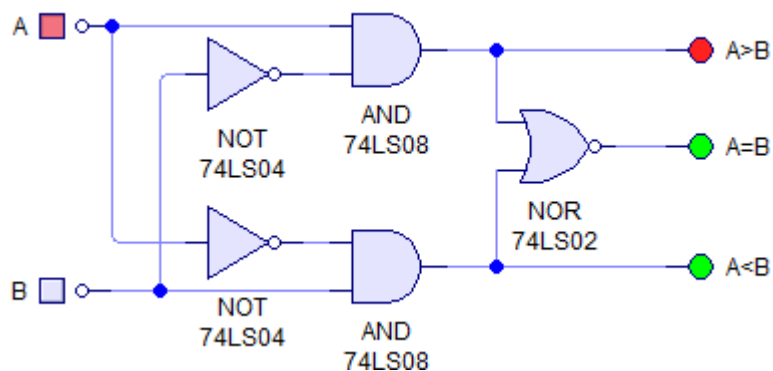 A
A>B
NOT
74LS04
AND
74LS08
A=B
NOR
74LS02
B
A<B
NOT
74LS04
AND
74LS08